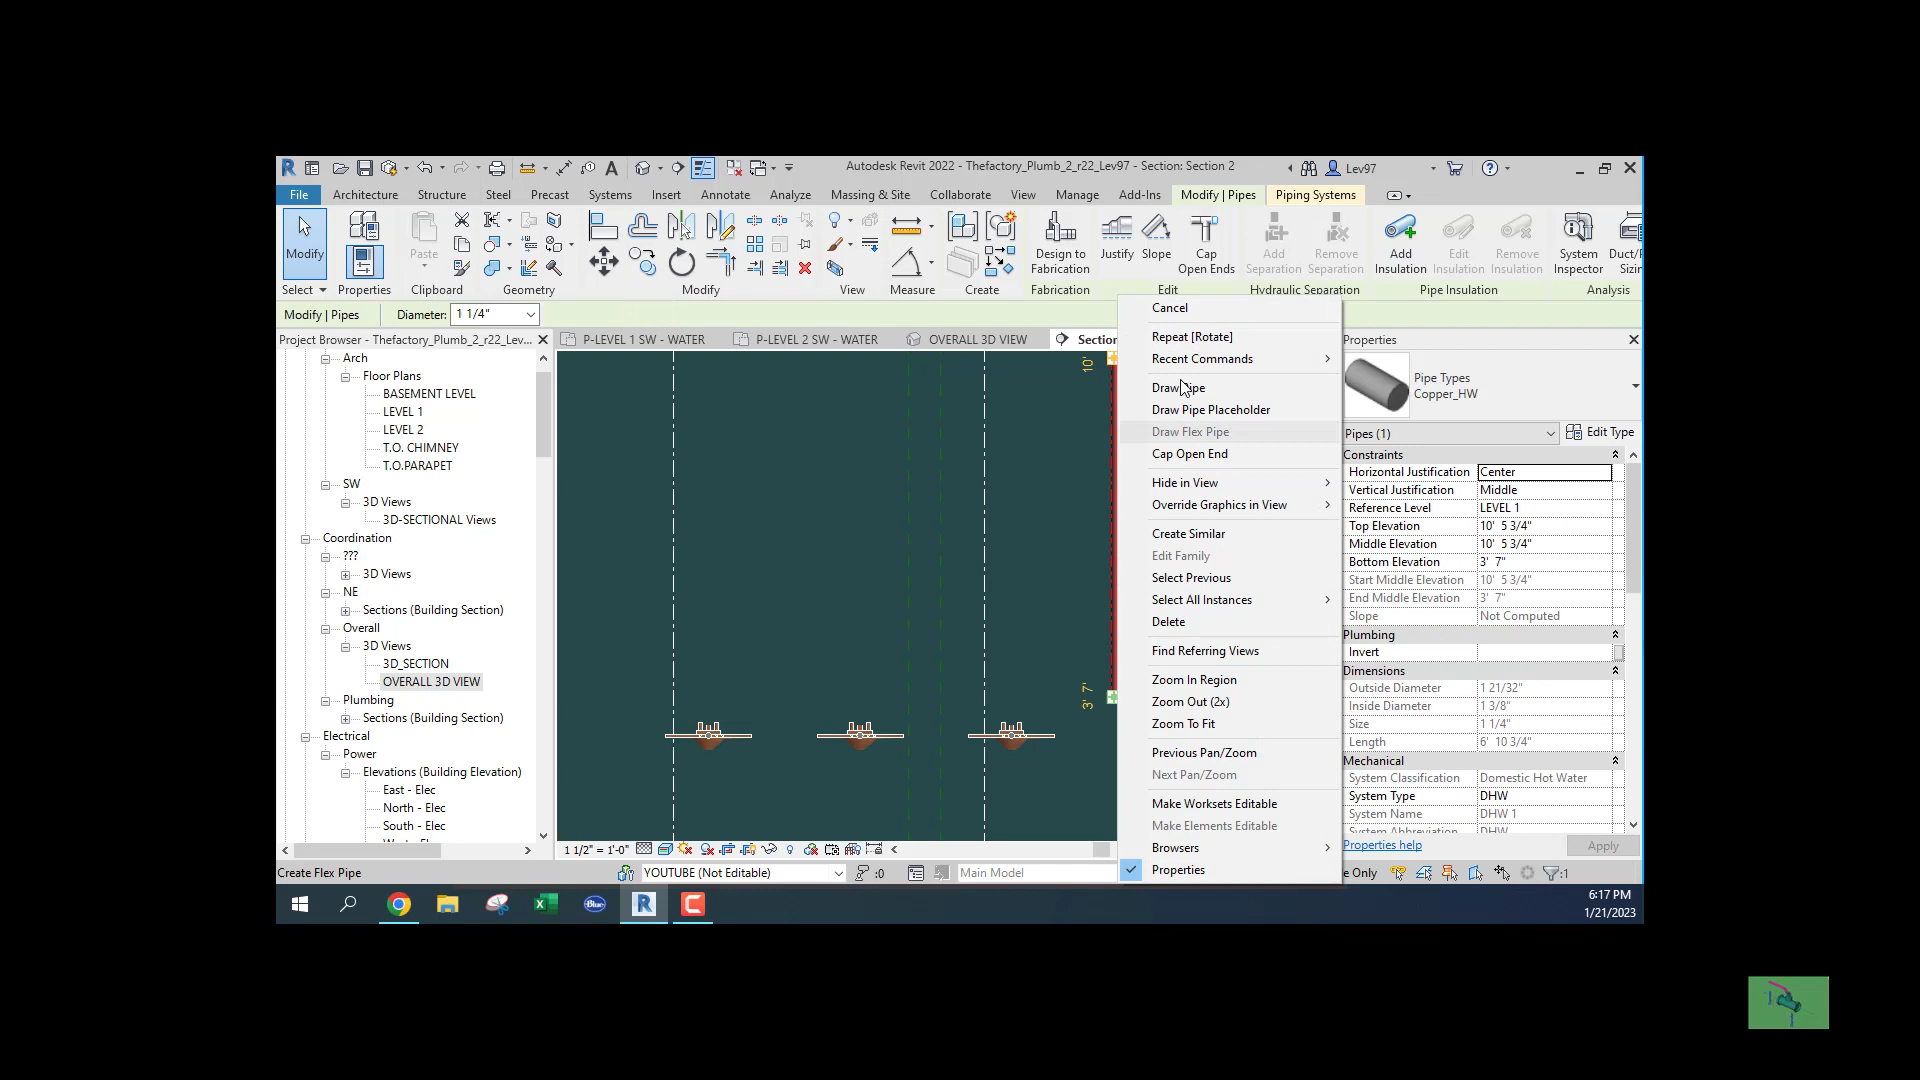 Autodesk Revit 2022 - Thefactory_Plumb_2_r22_Lev97 - Section: Section 2
Lev97
File
Architecture
Structure
Steel
Precast
Systems
Insert
Annotate
Analyze
Massing & Site
Collaborate
View
Manage
Add-Ins
Modify | Pipes
Piping Systems
Modify
Paste
Design to
Fabrication
Justify
Slope
Cap
Open Ends
Add
Separation
Remove
Separation
Add
Insulation
Edit
Insulation
Remove
Insulation
System
Inspector
Duct/
Sizi
Select
Properties
Clipboard
Geometry
Modify
View
Measure
Create
Fabrication
Edit
Hydraulic Separation
Pipe Insulation
Analysis
Modify | Pipes
Diameter:
1 1/4"
Project Browser - Thefactory_Plumb_2_r22_Lev...
Arch
Floor Plans
BASEMENT LEVEL
LEVEL 1
LEVEL 2
T.O. CHIMNEY
T.O.PARAPET
SW
3D Views
3D-SECTIONAL Views
Coordination
???
3D Views
NE
Sections (Building Section)
Overall
3D Views
3D_SECTION
OVERALL 3D VIEW
Plumbing
Sections (Building Section)
Electrical
Power
Elevations (Building Elevation)
East - Elec
North - Elec
South - Elec
P-LEVEL 1 SW - WATER
P-LEVEL 2 SW - WATER
OVERALL 3D VIEW
Section
10'
3' 7'
Cancel
Repeat [Rotate]
Recent Commands
Draw Pipe
Draw Pipe Placeholder
Draw Flex Pipe
Cap Open End
Hide in View
Override Graphics in View
Create Similar
Edit Family
Select Previous
Select All Instances
Delete
Find Referring Views
Zoom In Region
Zoom Out (2x)
Zoom To Fit
Previous Pan/Zoom
Next Pan/Zoom
Make Worksets Editable
Make Elements Editable
Browsers
Properties
Properties
Pipe Types
Copper_HW
Pipes (1)
Edit Type
Constraints
Horizontal Justification Center
Vertical Justification Middle
Reference Level LEVEL 1
Top Elevation 10' 5 3/4"
Middle Elevation 10' 5 3/4"
Bottom Elevation 3' 7"
Start Middle Elevation 10' 5 3/4"
End Middle Elevation 3' 7"
Slope Not Computed
Plumbing
Invert
Dimensions
Outside Diameter 1 21/32"
Inside Diameter 1 3/8"
Size 1 1/4"
Length 6' 10 3/4"
Mechanical
System Classification Domestic Hot Water
System Type DHW
System Name DHW 1
System Abbreviation DHW
Properties help
Apply
1 1/2" = 1'-0"
Create Flex Pipe
YOUTUBE (Not Editable)
:0
Main Model
e Only
:1
6:17 PM
1/21/2023